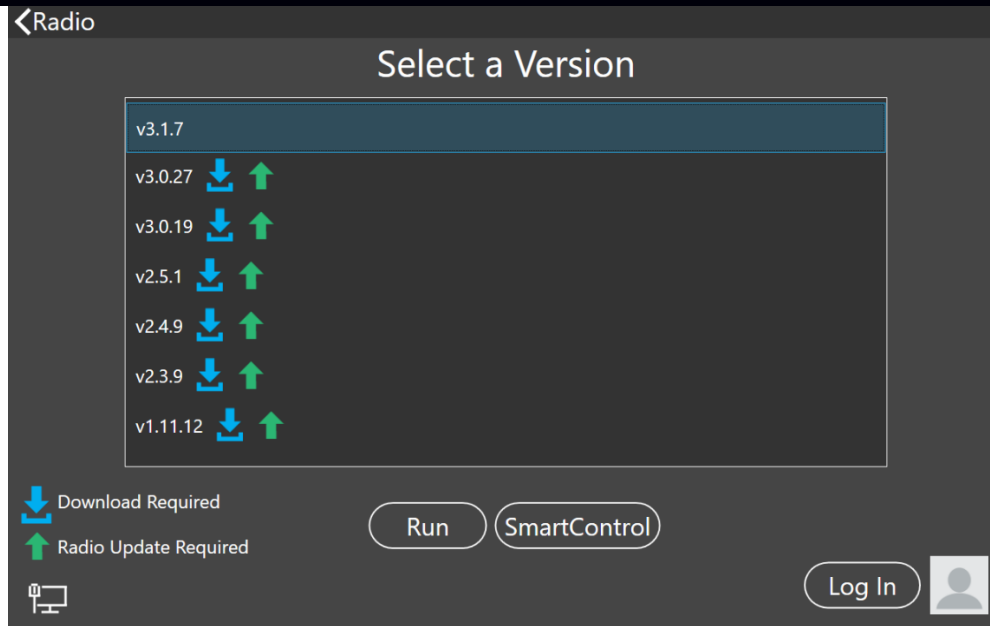 Radio
Select a Version
v3.1.7
v3.0.27
v3.0.19
v2.5.1
v2.4.9
v2.3.9
v1.11.12
Download Required
Radio Update Required
Run
SmartControl
Log In